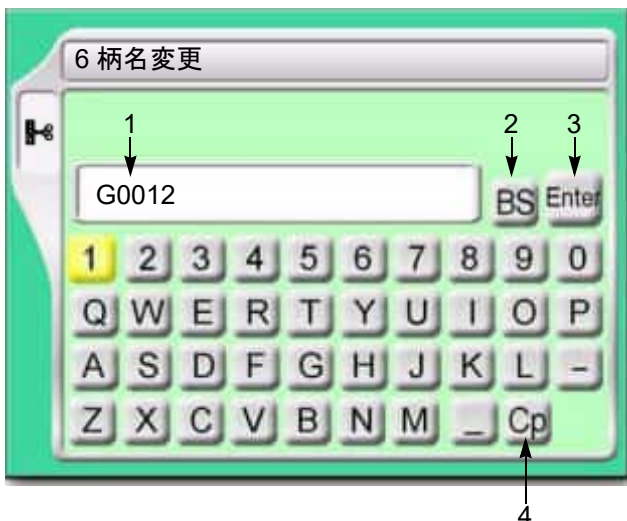 6 柄名変更
1 2 3
G0012 BS Enter
1 2 3 4 5 6 7 8 9 0
Q W E R T Y U I O P
A S D F G H J K L -
Z X C V B N M _ Cp
4